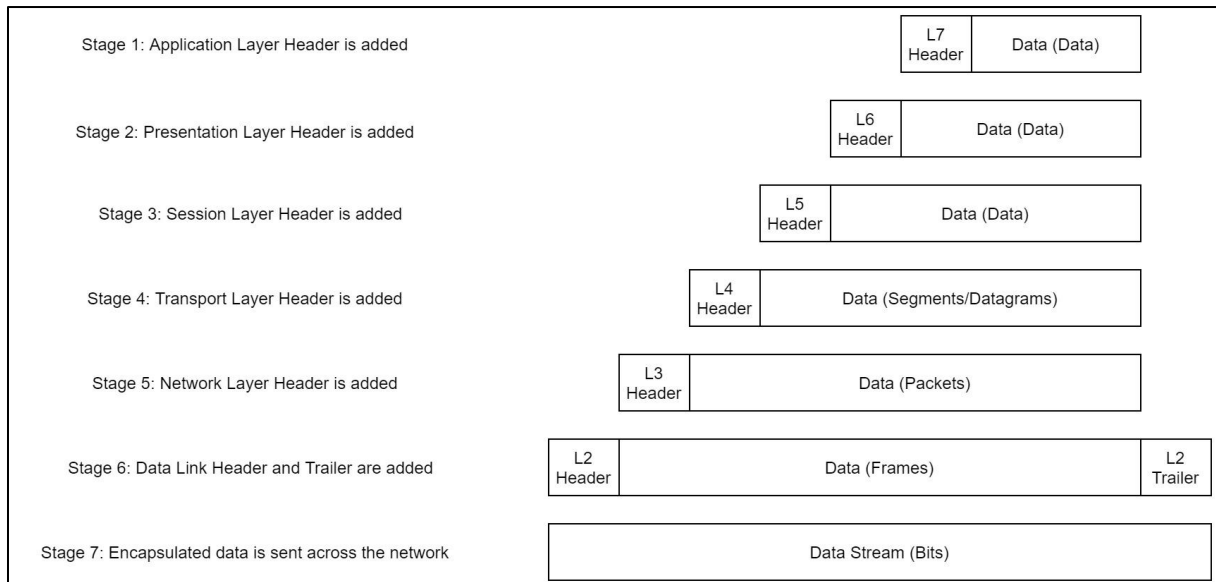 Stage 1: Application Layer Header is added
L7
Header
Data (Data)
Stage 2: Presentation Layer Header is added
L6
Header
Data (Data)
Stage 3: Session Layer Header is added
L5
Header
Data (Data)
Stage 4: Transport Layer Header is added
L4
Header
Data (Segments/Datagrams)
Stage 5: Network Layer Header is added
L3
Header
Data (Packets)
Stage 6: Data Link Header and Trailer are added
L2
Header
Data (Frames)
L2
Trailer
Stage 7: Encapsulated data is sent across the network
Data Stream (Bits)